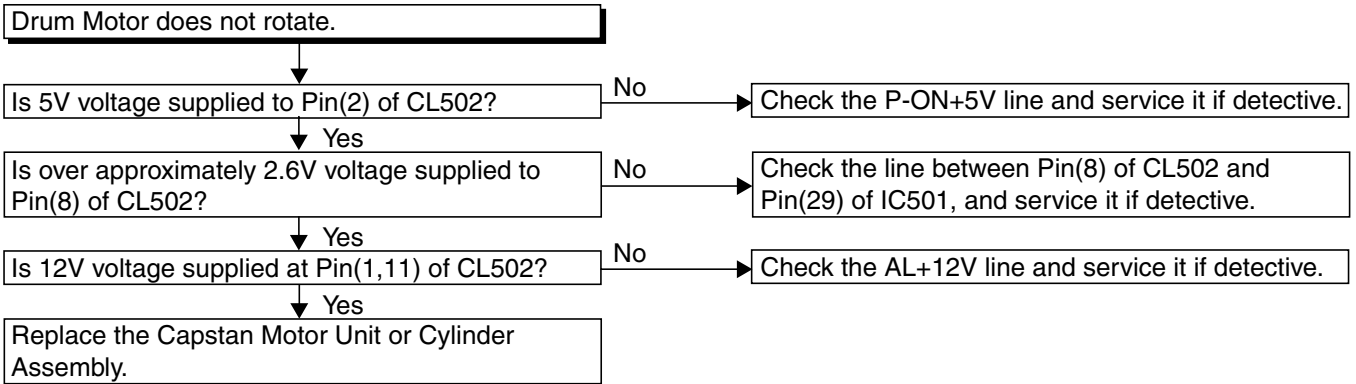 Drum Motor does not rotate.
Is 5V voltage supplied to Pin(2) of CL502?
No
Check the P-ON+5V line and service it if detective.
Yes
Is over approximately 2.6V voltage supplied to
Pin(8) of CL502?
No
Check the line between Pin(8) of CL502 and
Pin(29) of IC501, and service it if detective.
Yes
Is 12V voltage supplied at Pin(1,11) of CL502?
No
Check the AL+12V line and service it if detective.
Yes
Replace the Capstan Motor Unit or Cylinder
Assembly.